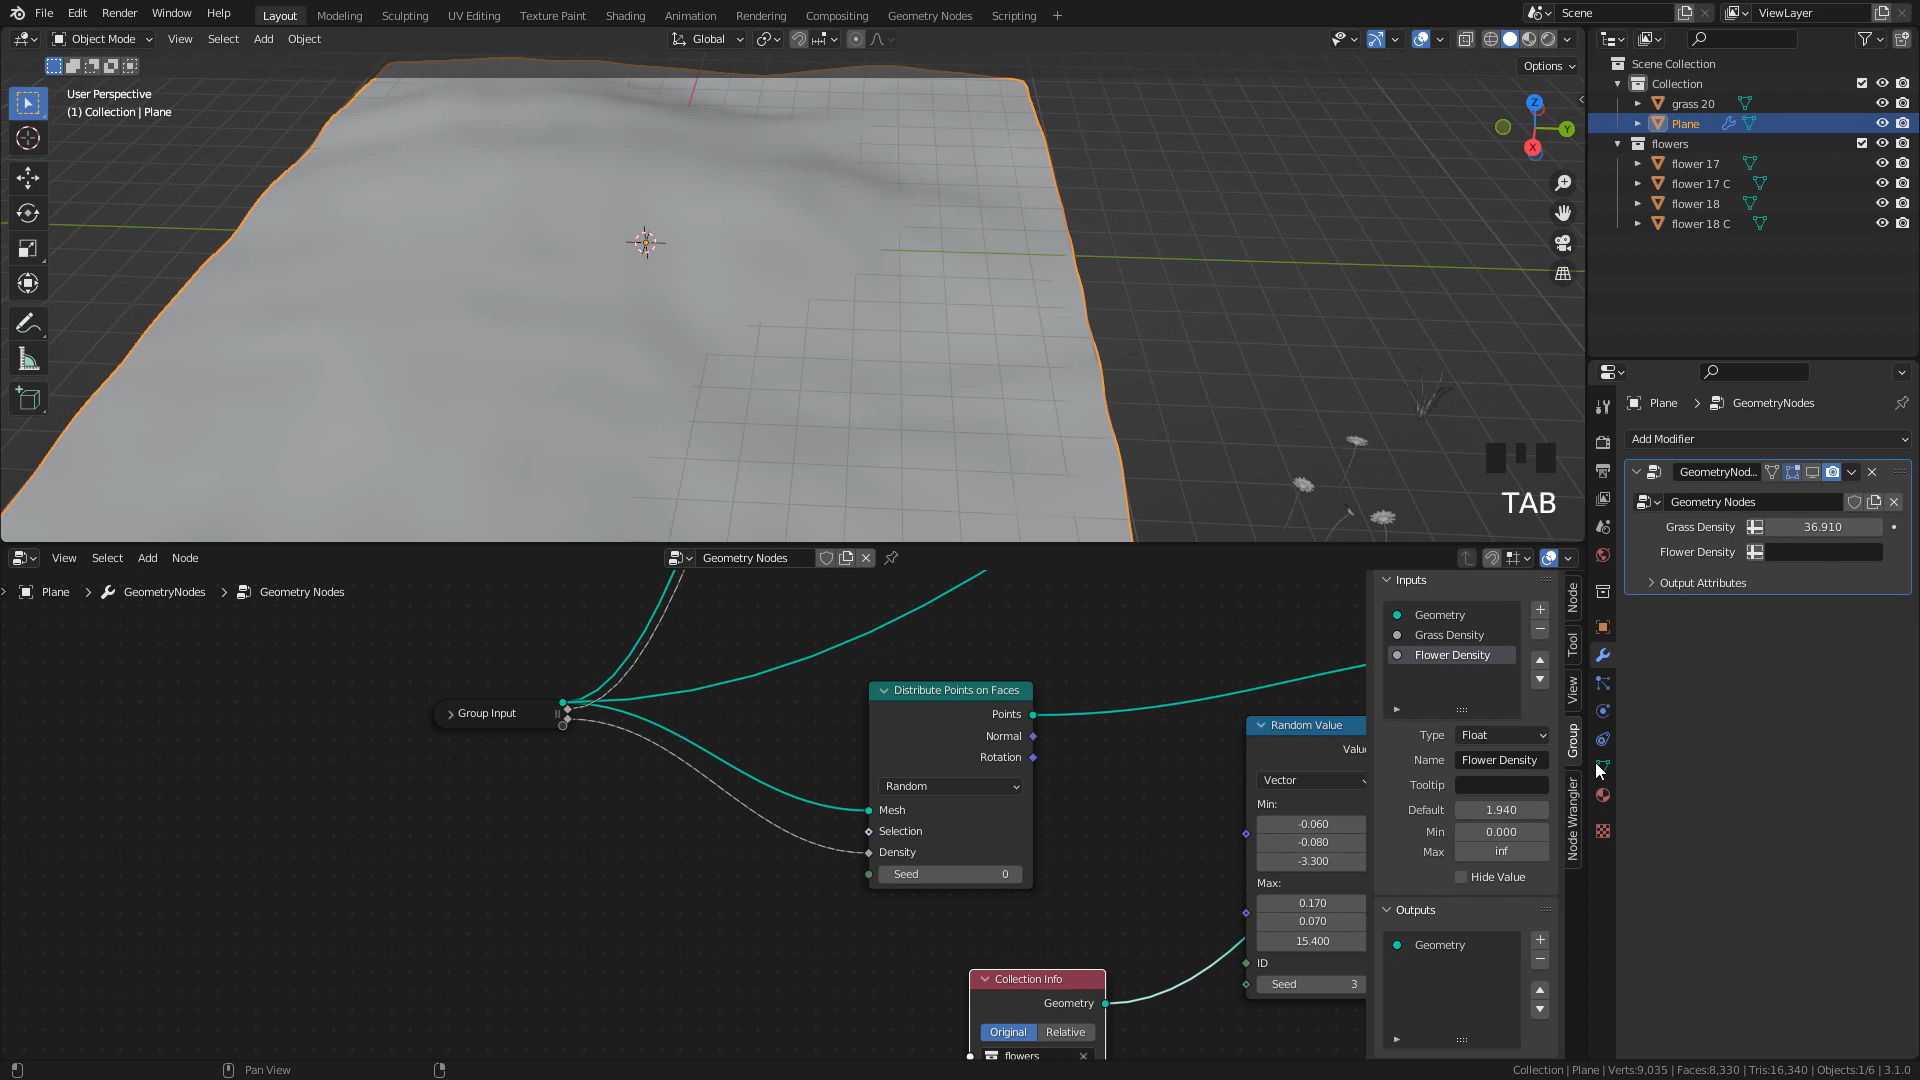 File Edit Render Window Help Layout Modeling Sculpting UV Editing Texture Paint Shading Animation Rendering Compositing Geometry Nodes Scripting + Scene ViewLayer
Object Mode View Select Add Object Global
Options
User Perspective
(1) Collection | Plane
Z
Y
X
TAB
Scene Collection
Collection
grass 20
Plane
flowers
flower 17
flower 17 C
flower 18
flower 18 C
Plane > GeometryNodes
Add Modifier
GeometryNod...
Geometry Nodes
Grass Density 36.910
Flower Density
Output Attributes
View Select Add Node Geometry Nodes
Plane > GeometryNodes > Geometry Nodes
Group Input
Distribute Points on Faces
Points
Normal
Rotation
Random
Mesh
Selection
Density
Seed 0
Collection Info
Geometry
Original Relative
flowers
Random Value
Valu
Vector
Min:
-0.060
-0.080
-3.300
Max:
0.170
0.070
15.400
ID
Seed 3
Inputs
Geometry
Grass Density
Flower Density
Type Float
Name Flower Density
Tooltip
Default 1.940
Min 0.000
Max inf
Hide Value
Outputs
Geometry
Node
Tool
View
Group
Node Wrangler
Pan View
Collection | Plane | Verts:9,035 | Faces:8,330 | Tris:16,340 | Objects:1/6 | 3.1.0